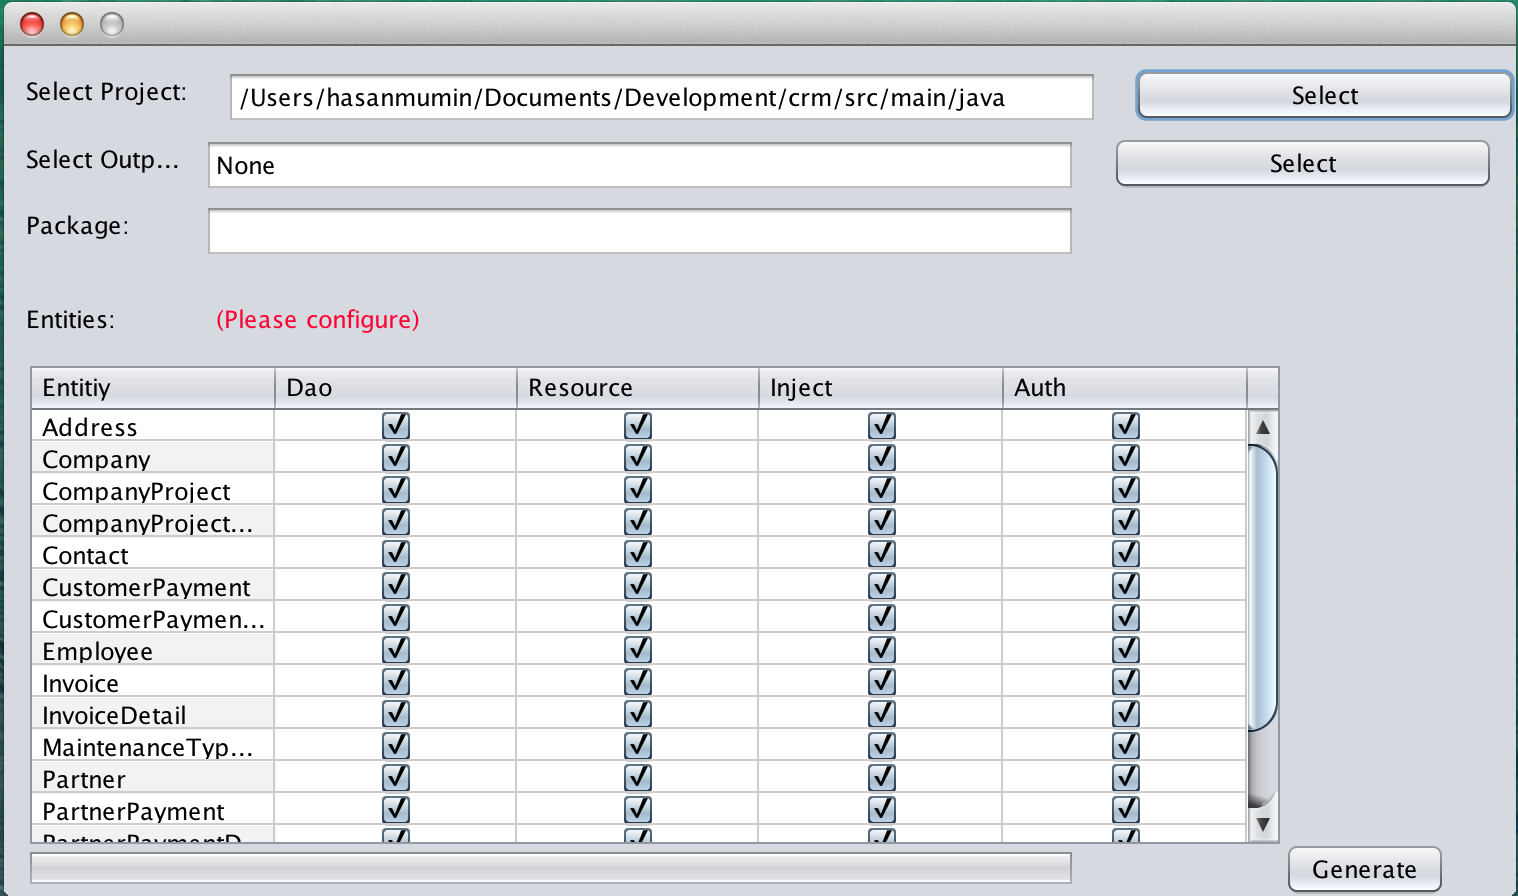 Select Project: /Users/hasanmumin/Documents/Development/crm/src/main/java Select
Select Outp... None Select
Package:
Entities: (Please configure)
Entitiy Dao Resource Inject Auth
Address
Company
CompanyProject
CompanyProject...
Contact
CustomerPayment
CustomerPaymen...
Employee
Invoice
InvoiceDetail
MaintenanceTyp...
Partner
PartnerPayment
PartnerPaymentD
Generate